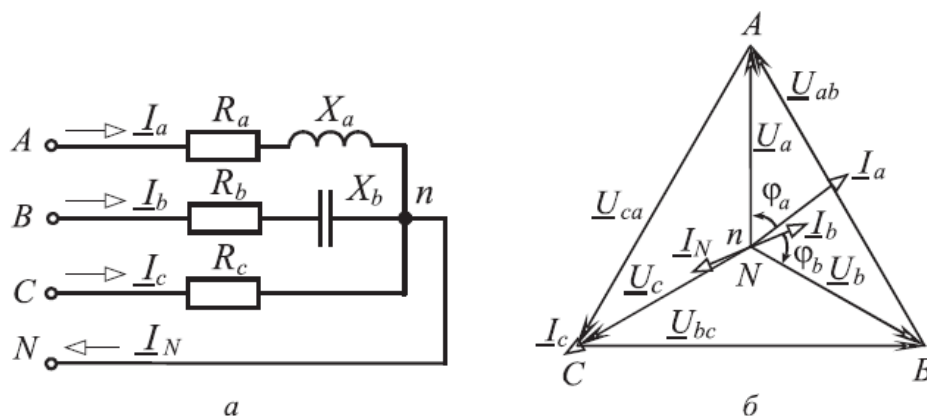 A I_a R_a X_a
B I_b R_b X_b n
C I_c R_c
N I_N
а
A
U_ab
U_a
I_a
U_ca φ_a
I_N n I_b
φ_b
U_c N U_b
I_c U_bc
C B
б